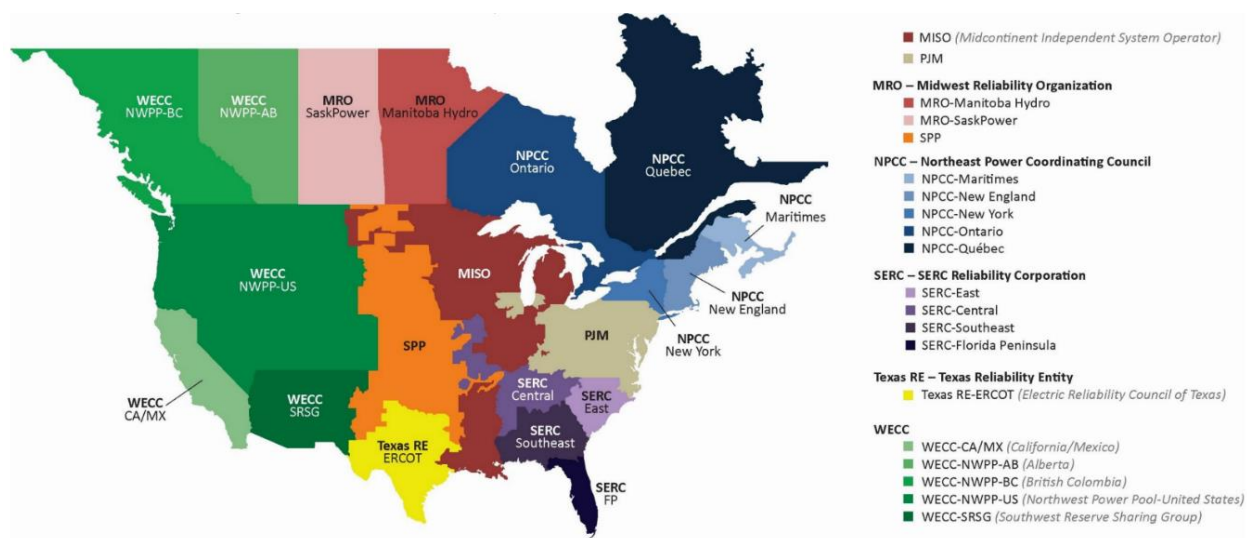 WECC
NWPP-BC
WECC
NWPP-AB
MRO
SaskPower
MRO
Manitoba Hydro
NPCC
Ontario
NPCC
Quebec
NPCC
Maritimes
WECC
NWPP-US
MISO
NPCC
New England
SPP
PJM
NPCC
New York
WECC
CA/MX
WECC
SRSG
SERC
Central
SERC
East
Texas RE
ERCOT
SERC
Southeast
SERC
FP
MISO (Midcontinent Independent System Operator)
PJM
MRO – Midwest Reliability Organization
MRO-Manitoba Hydro
MRO-SaskPower
SPP
NPCC – Northeast Power Coordinating Council
NPCC-Maritimes
NPCC-New England
NPCC-New York
NPCC-Ontario
NPCC-Québec
SERC – SERC Reliability Corporation
SERC-East
SERC-Central
SERC-Southeast
SERC-Florida Peninsula
Texas RE – Texas Reliability Entity
Texas RE-ERCOT (Electric Reliability Council of Texas)
WECC
WECC-CA/MX (California/Mexico)
WECC-NWPP-AB (Alberta)
WECC-NWPP-BC (British Colombia)
WECC-NWPP-US (Northwest Power Pool-United States)
WECC-SRSG (Southwest Reserve Sharing Group)